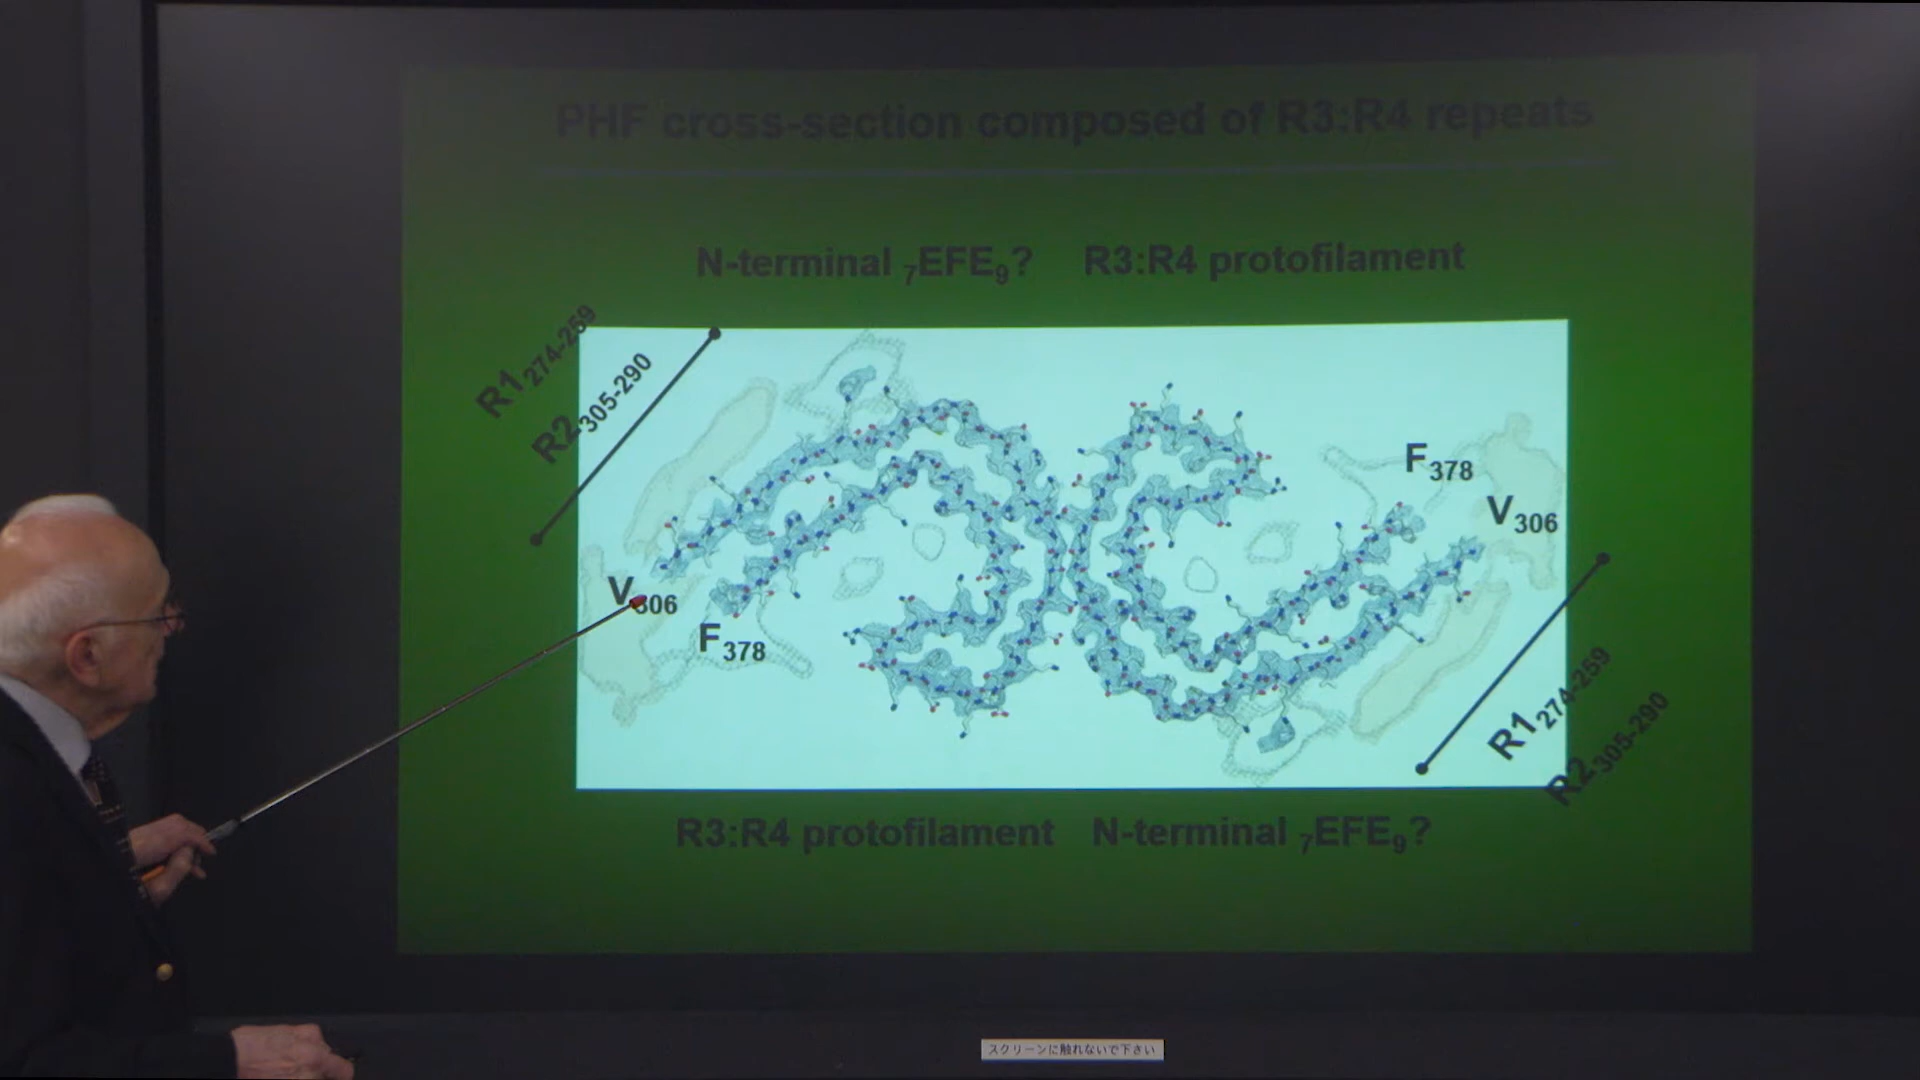 PHF cross-section composed of R3:R4 repeats
N-terminal ₇EFE₉? R3:R4 protofilament
R1₂₇₄₋₂₅₉
R2₃₀₅₋₂₉₀
F₃₇₈
V₃₀₆
V₃₀₆
F₃₇₈
R1₂₇₄₋₂₅₉
R2₃₀₅₋₂₉₀
R3:R4 protofilament N-terminal ₇EFE₉?
スクリーンに触れないで下さい